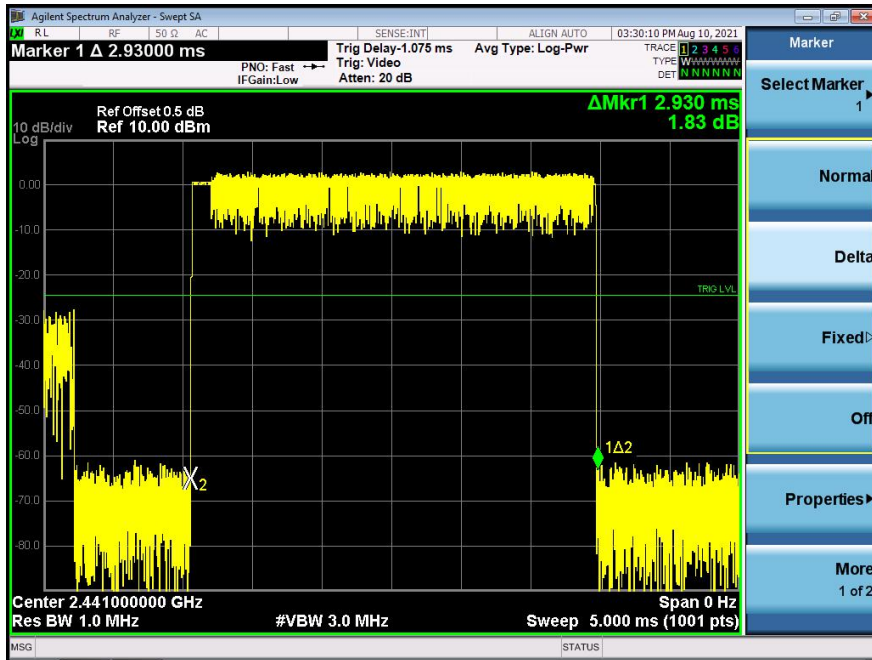 Agilent Spectrum Analyzer - Swept SA
LXI RL RF 50 Ω AC SENSE:INT ALIGN AUTO 03:30:10 PM Aug 10, 2021
Marker 1 Δ 2.93000 ms
PNO: Fast
IFGain:Low
Trig Delay-1.075 ms
Trig: Video
Atten: 20 dB
Avg Type: Log-Pwr
TRACE 1 2 3 4 5 6
TYPE WWWWWW
DET N N N N N N
ΔMkr1 2.930 ms
1.83 dB
Ref Offset 0.5 dB
10 dB/div Ref 10.00 dBm
Log
0.00
-10.0
-20.0
TRIG LVL
-30.0
-40.0
-50.0
-60.0
1Δ2
X2
-70.0
-80.0
Center 2.441000000 GHz Span 0 Hz
Res BW 1.0 MHz #VBW 3.0 MHz Sweep 5.000 ms (1001 pts)
MSG STATUS
Marker
Select Marker
1
Normal
Delta
Fixed
Off
Properties
More
1 of 2